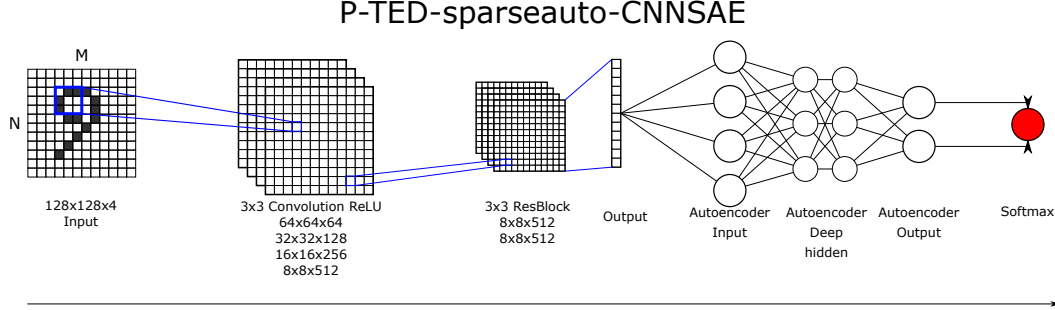 P-TED-sparseauto-CNNSAE
M
N
128x128x4
Input
3x3 Convolution ReLU
64x64x64
32x32x128
16x16x256
8x8x512
3x3 ResBlock
8x8x512
8x8x512
Output
Autoencoder
Input
Autoencoder
Deep
hidden
Autoencoder
Output
Softmax